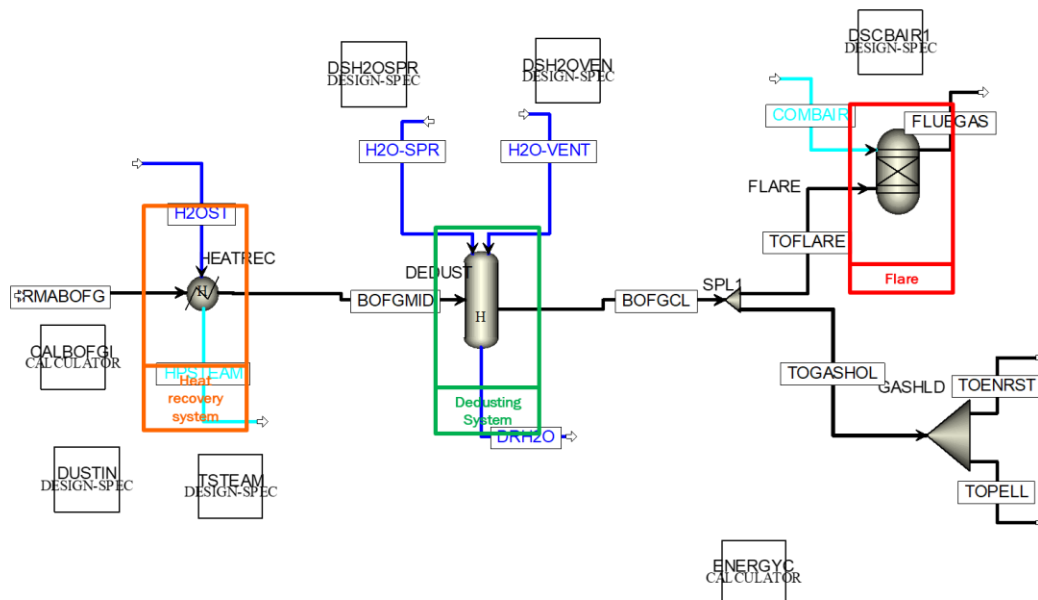 DSCBAIR1
DESIGN-SPEC
DSH2OSPR
DESIGN-SPEC
DSH2OVEN
DESIGN-SPEC
COMBAIR
FLUEGAS
H2O-SPR
H2O-VENT
FLARE
H2OST
TOFLARE
HEATREC
DEDUST
SPL1
Flare
H
RMABOFG
BOFGMID
BOFGCL
H
CALBOFGI
CALCULATOR
HPSTEAM
Heat
recovery
system
TOGASHOL
GASHLD
TOENRST
Dedusting
System
DRH2O
DUSTIN
DESIGN-SPEC
TSTEAM
DESIGN-SPEC
TOPELL
ENERGYC
CALCULATOR